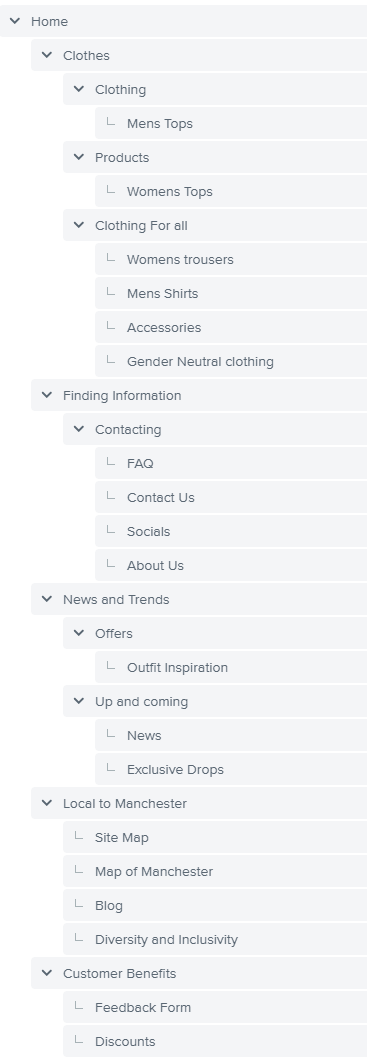 Home
Clothes
Clothing
Mens Tops
Products
Womens Tops
Clothing For all
Womens trousers
Mens Shirts
Accessories
Gender Neutral clothing
Finding Information
Contacting
FAQ
Contact Us
Socials
About Us
News and Trends
Offers
Outfit Inspiration
Up and coming
News
Exclusive Drops
Local to Manchester
Site Map
Map of Manchester
Blog
Diversity and Inclusivity
Customer Benefits
Feedback Form
Discounts